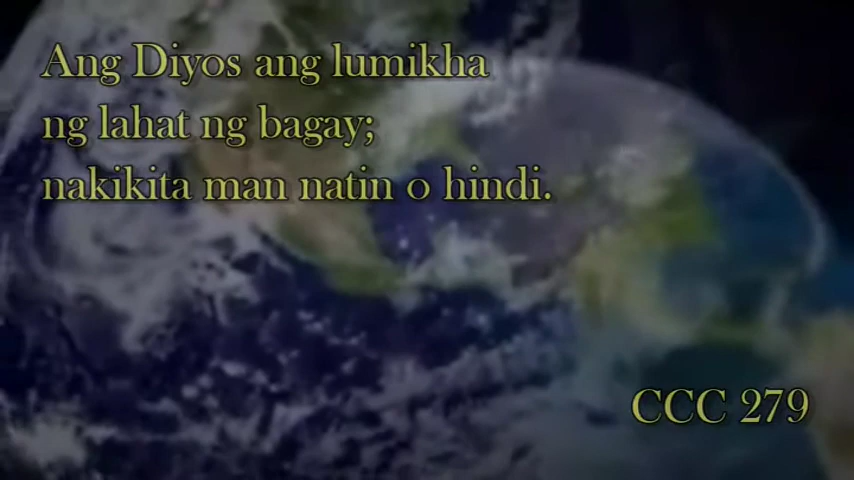 Ang Diyos ang lumikha
ng lahat ng bagay;
nakikita man natin o hindi.
CCC 279